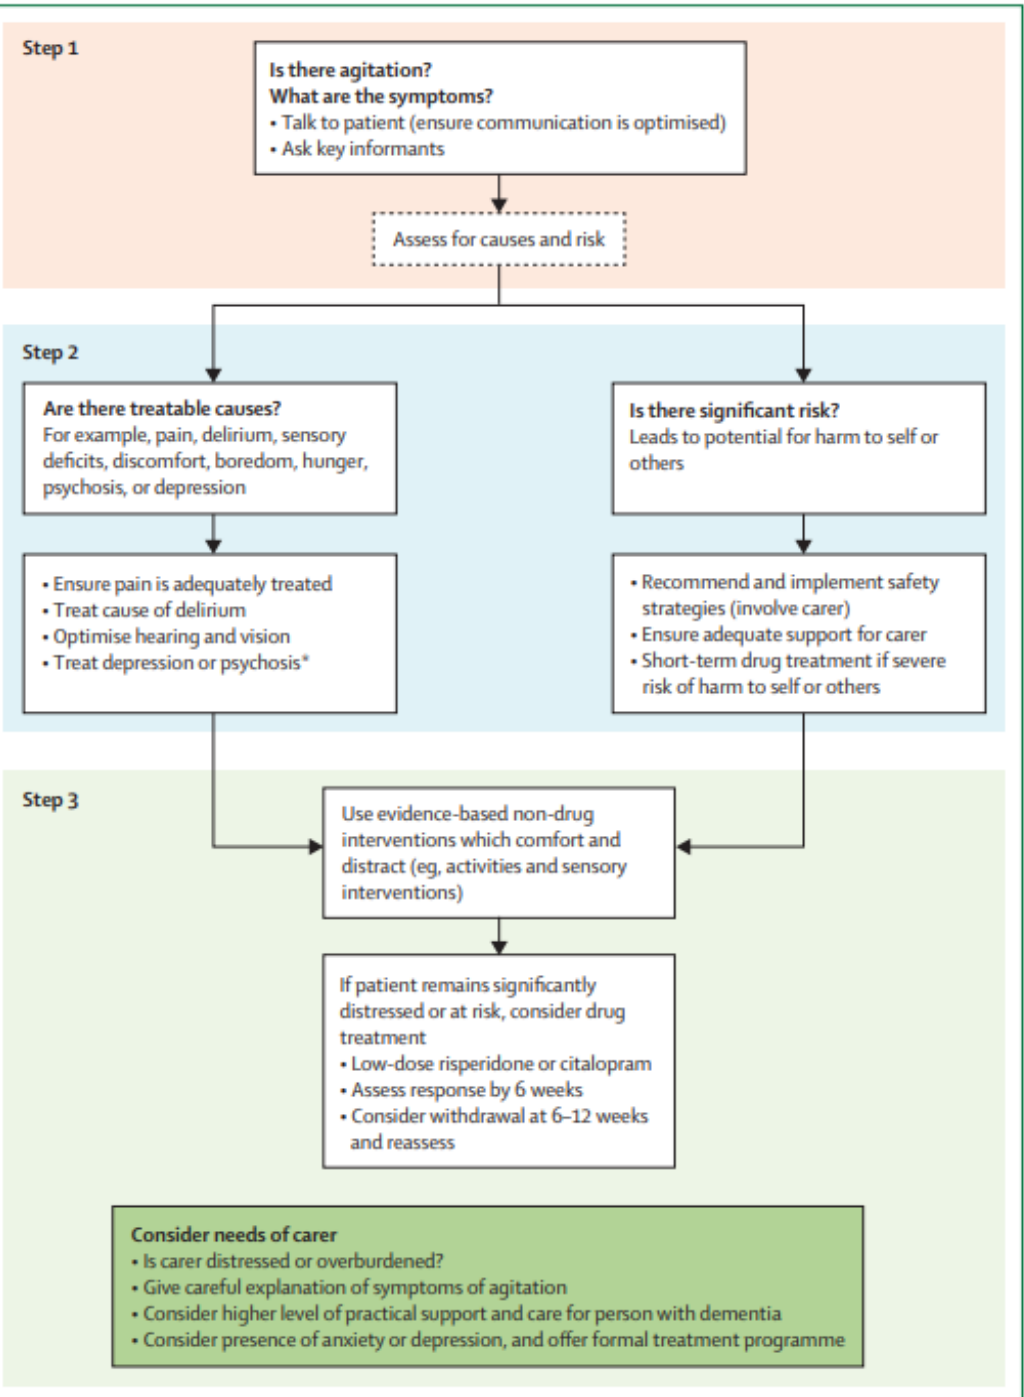 Step 1
Is there agitation?
What are the symptoms?
• Talk to patient (ensure communication is optimised)
• Ask key informants
Assess for causes and risk
Step 2
Are there treatable causes?
For example, pain, delirium, sensory
deficits, discomfort, boredom, hunger,
psychosis, or depression
Is there significant risk?
Leads to potential for harm to self or
others
• Ensure pain is adequately treated
• Treat cause of delirium
• Optimise hearing and vision
• Treat depression or psychosis*
• Recommend and implement safety
strategies (involve carer)
• Ensure adequate support for carer
• Short-term drug treatment if severe
risk of harm to self or others
Step 3
Use evidence-based non-drug
interventions which comfort and
distract (eg, activities and sensory
interventions)
If patient remains significantly
distressed or at risk, consider drug
treatment
• Low-dose risperidone or citalopram
• Assess response by 6 weeks
• Consider withdrawal at 6–12 weeks
and reassess
Consider needs of carer
• Is carer distressed or overburdened?
• Give careful explanation of symptoms of agitation
• Consider higher level of practical support and care for person with dementia
• Consider presence of anxiety or depression, and offer formal treatment programme